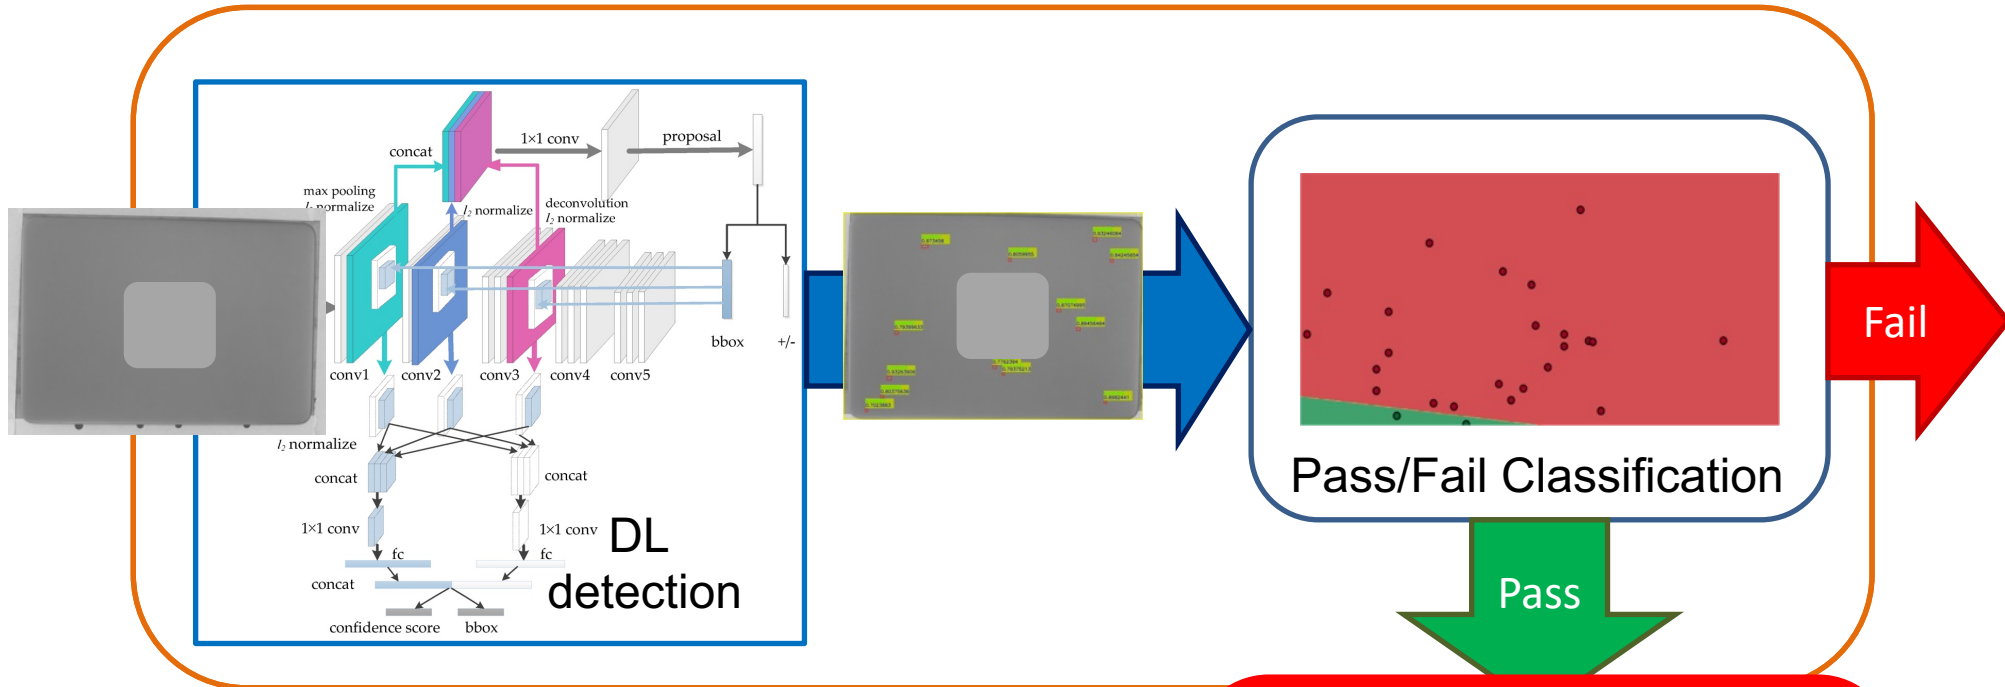 1×1 conv
proposal
concat
max pooling
normalize
l2 normalize
deconvolution
l2 normalize
conv1
conv2
conv3
conv4
conv5
bbox
+/-
l2 normalize
concat
concat
1×1 conv
1×1 conv
fc
fc
concat
confidence score
bbox
DL
detection
Pass/Fail Classification
Fail
Pass